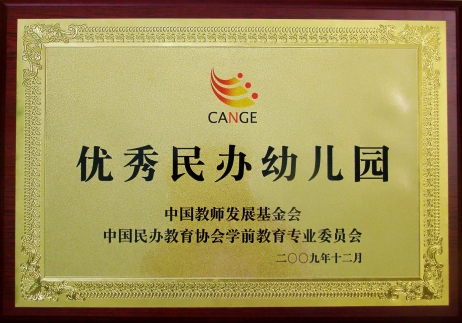 CANGE
优秀民办幼儿园
中国教师发展基金会
中国民办教育协会学前教育专业委员会
二〇〇九年十二月